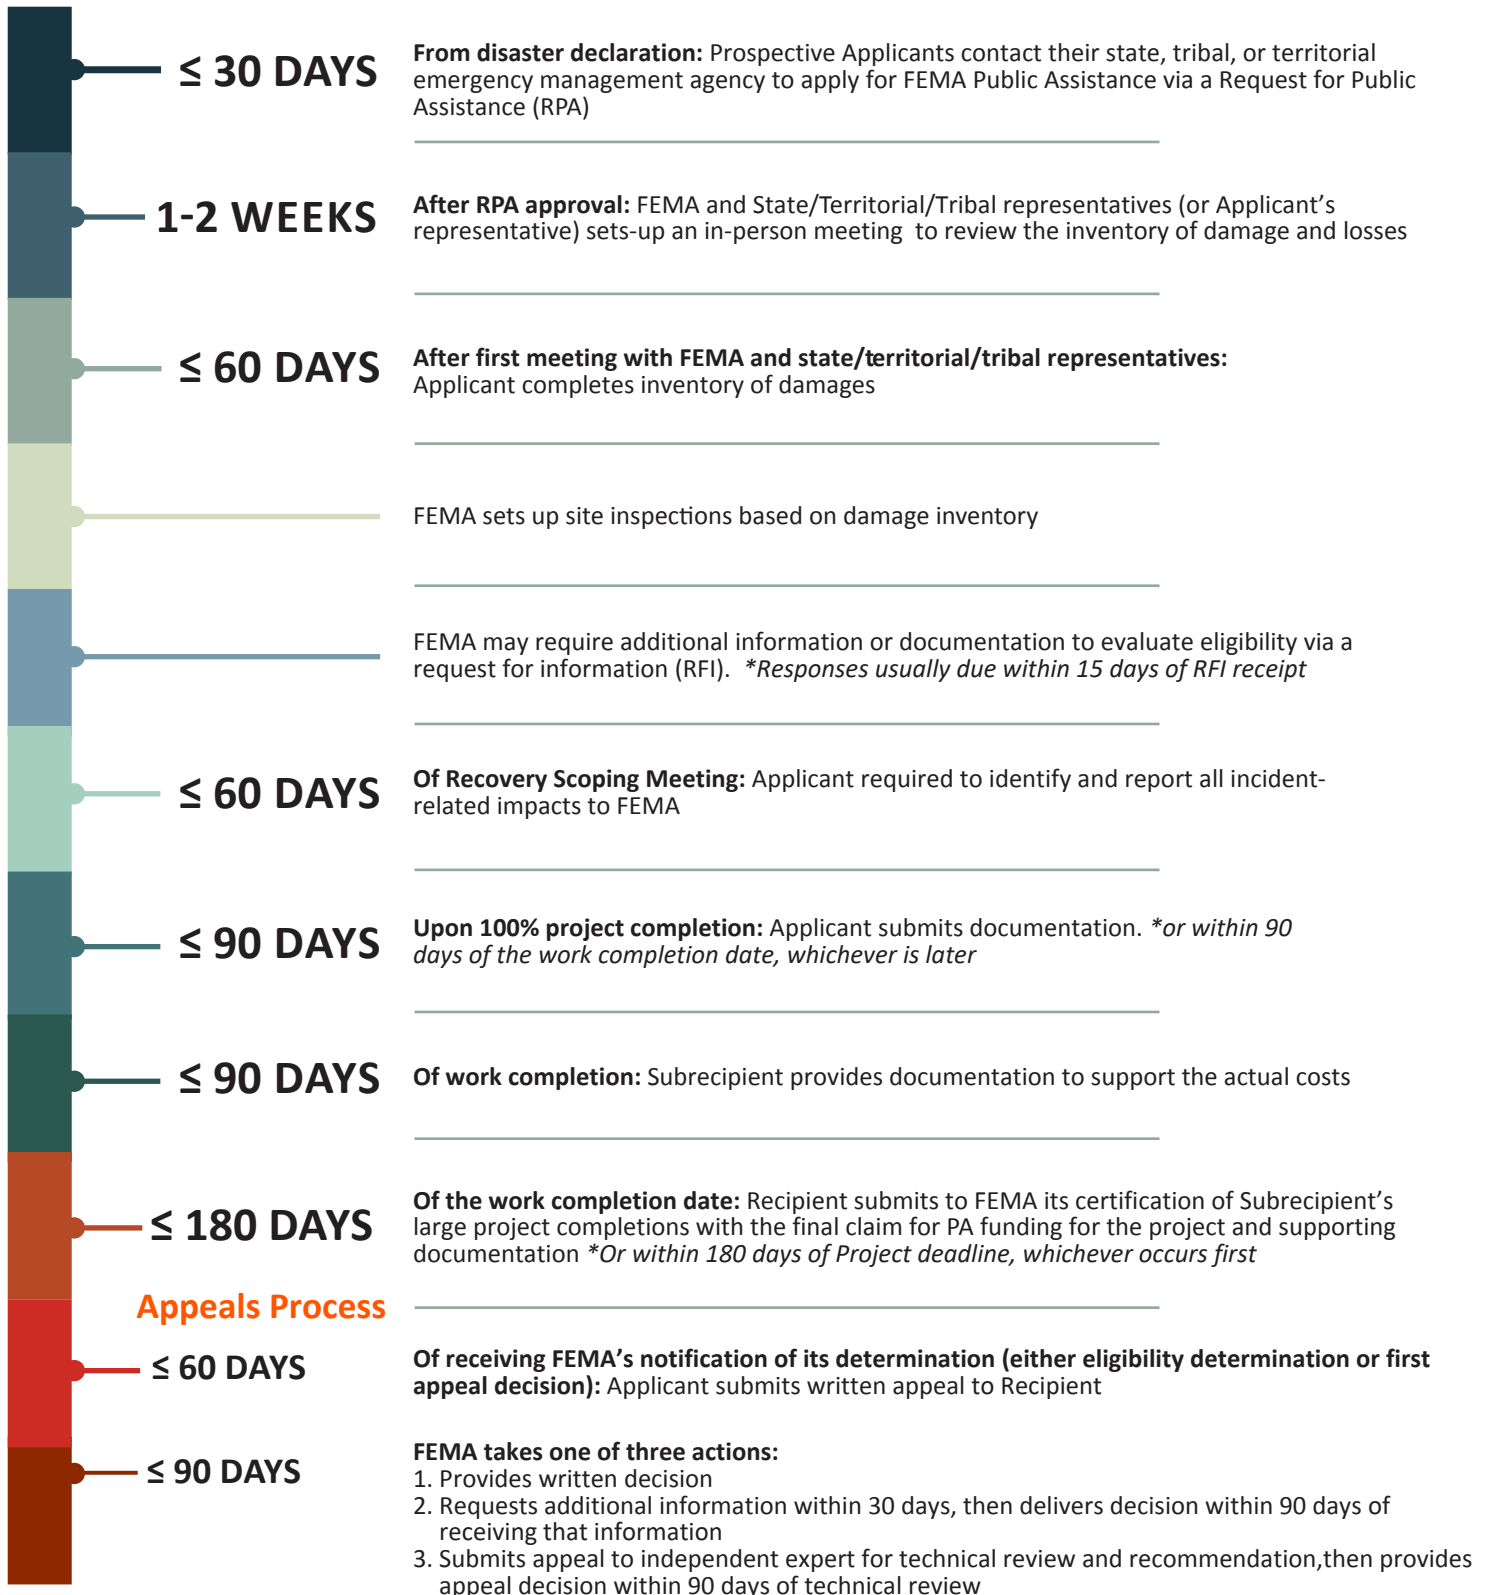 ≤ 30 DAYS
From disaster declaration: Prospective Applicants contact their state, tribal, or territorial
emergency management agency to apply for FEMA Public Assistance via a Request for Public
Assistance (RPA)
1-2 WEEKS
After RPA approval: FEMA and State/Territorial/Tribal representatives (or Applicant's
representative) sets-up an in-person meeting  to review the inventory of damage and losses
≤ 60 DAYS
After first meeting with FEMA and state/territorial/tribal representatives:
Applicant completes inventory of damages
FEMA sets up site inspections based on damage inventory
FEMA may require additional information or documentation to evaluate eligibility via a
request for information (RFI).  *Responses usually due within 15 days of RFI receipt
≤ 60 DAYS
Of Recovery Scoping Meeting: Applicant required to identify and report all incident-
related impacts to FEMA
≤ 90 DAYS
Upon 100% project completion: Applicant submits documentation. *or within 90
days of the work completion date, whichever is later
≤ 90 DAYS
Of work completion: Subrecipient provides documentation to support the actual costs
≤ 180 DAYS
Of the work completion date: Recipient submits to FEMA its certification of Subrecipient's
large project completions with the final claim for PA funding for the project and supporting
documentation *Or within 180 days of Project deadline, whichever occurs first
Appeals Process
≤ 60 DAYS
Of receiving FEMA's notification of its determination (either eligibility determination or first
appeal decision): Applicant submits written appeal to Recipient
≤ 90 DAYS
FEMA takes one of three actions:
1. Provides written decision
2. Requests additional information within 30 days, then delivers decision within 90 days of
receiving that information
3. Submits appeal to independent expert for technical review and recommendation,then provides
appeal decision within 90 days of technical review